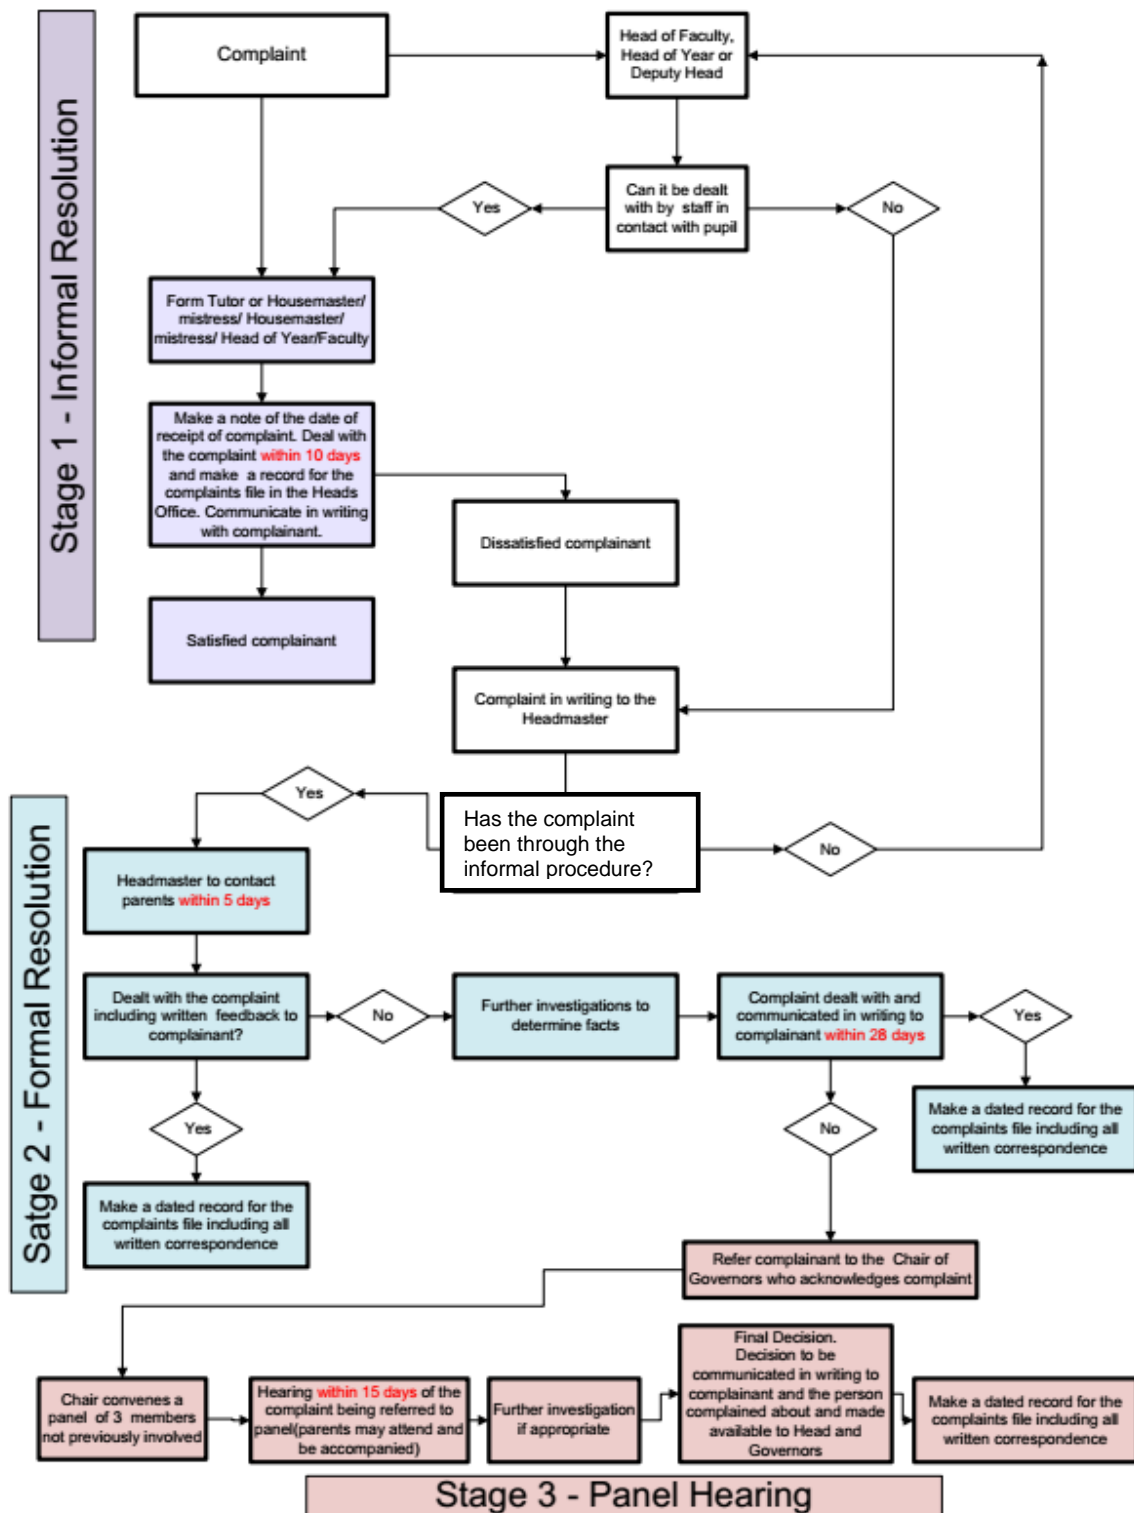 Stage 1 - Informal Resolution
Complaint
Head of Faculty,
Head of Year or
Deputy Head
Can it be dealt
with by staff in
contact with pupil
Yes
No
Form Tutor or Housemaster/
mistress/ Housemaster/
mistress/ Head of Year/Faculty
Make a note of the date of
receipt of complaint. Deal with
the complaint within 10 days
and make a record for the
complaints file in the Heads
Office. Communicate in writing
with complainant.
Dissatisfied complainant
Satisfied complainant
Complaint in writing to the
Headmaster
Satge 2 - Formal Resolution
Has the complaint
been through the
informal procedure?
Yes
No
Headmaster to contact
parents within 5 days
Dealt with the complaint
including written feedback to
complainant?
No
Further investigations to
determine facts
Complaint dealt with and
communicated in writing to
complainant within 28 days
Yes
Make a dated record for the
complaints file including all
written correspondence
Yes
No
Make a dated record for the
complaints file including all
written correspondence
Refer complainant to the Chair of
Governors who acknowledges complaint
Chair convenes a
panel of 3 members
not previously involved
Hearing within 15 days of the
complaint being referred to
panel(parents may attend and
be accompanied)
Further investigation
if appropriate
Final Decision.
Decision to be
communicated in writing to
complainant and the person
complained about and made
available to Head and
Governors
Make a dated record for the
complaints file including all
written correspondence
Stage 3 - Panel Hearing